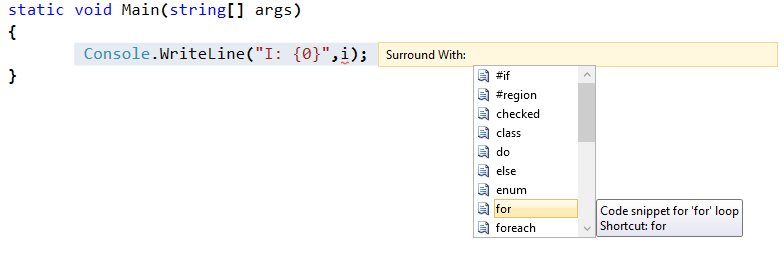 static void Main(string[] args)
{
Console.WriteLine("I: {0}",i); Surround With:
#if
#region
}
checked
class
do
else
enum
for
Code snippet for 'for' loop
Shortcut: for
foreach